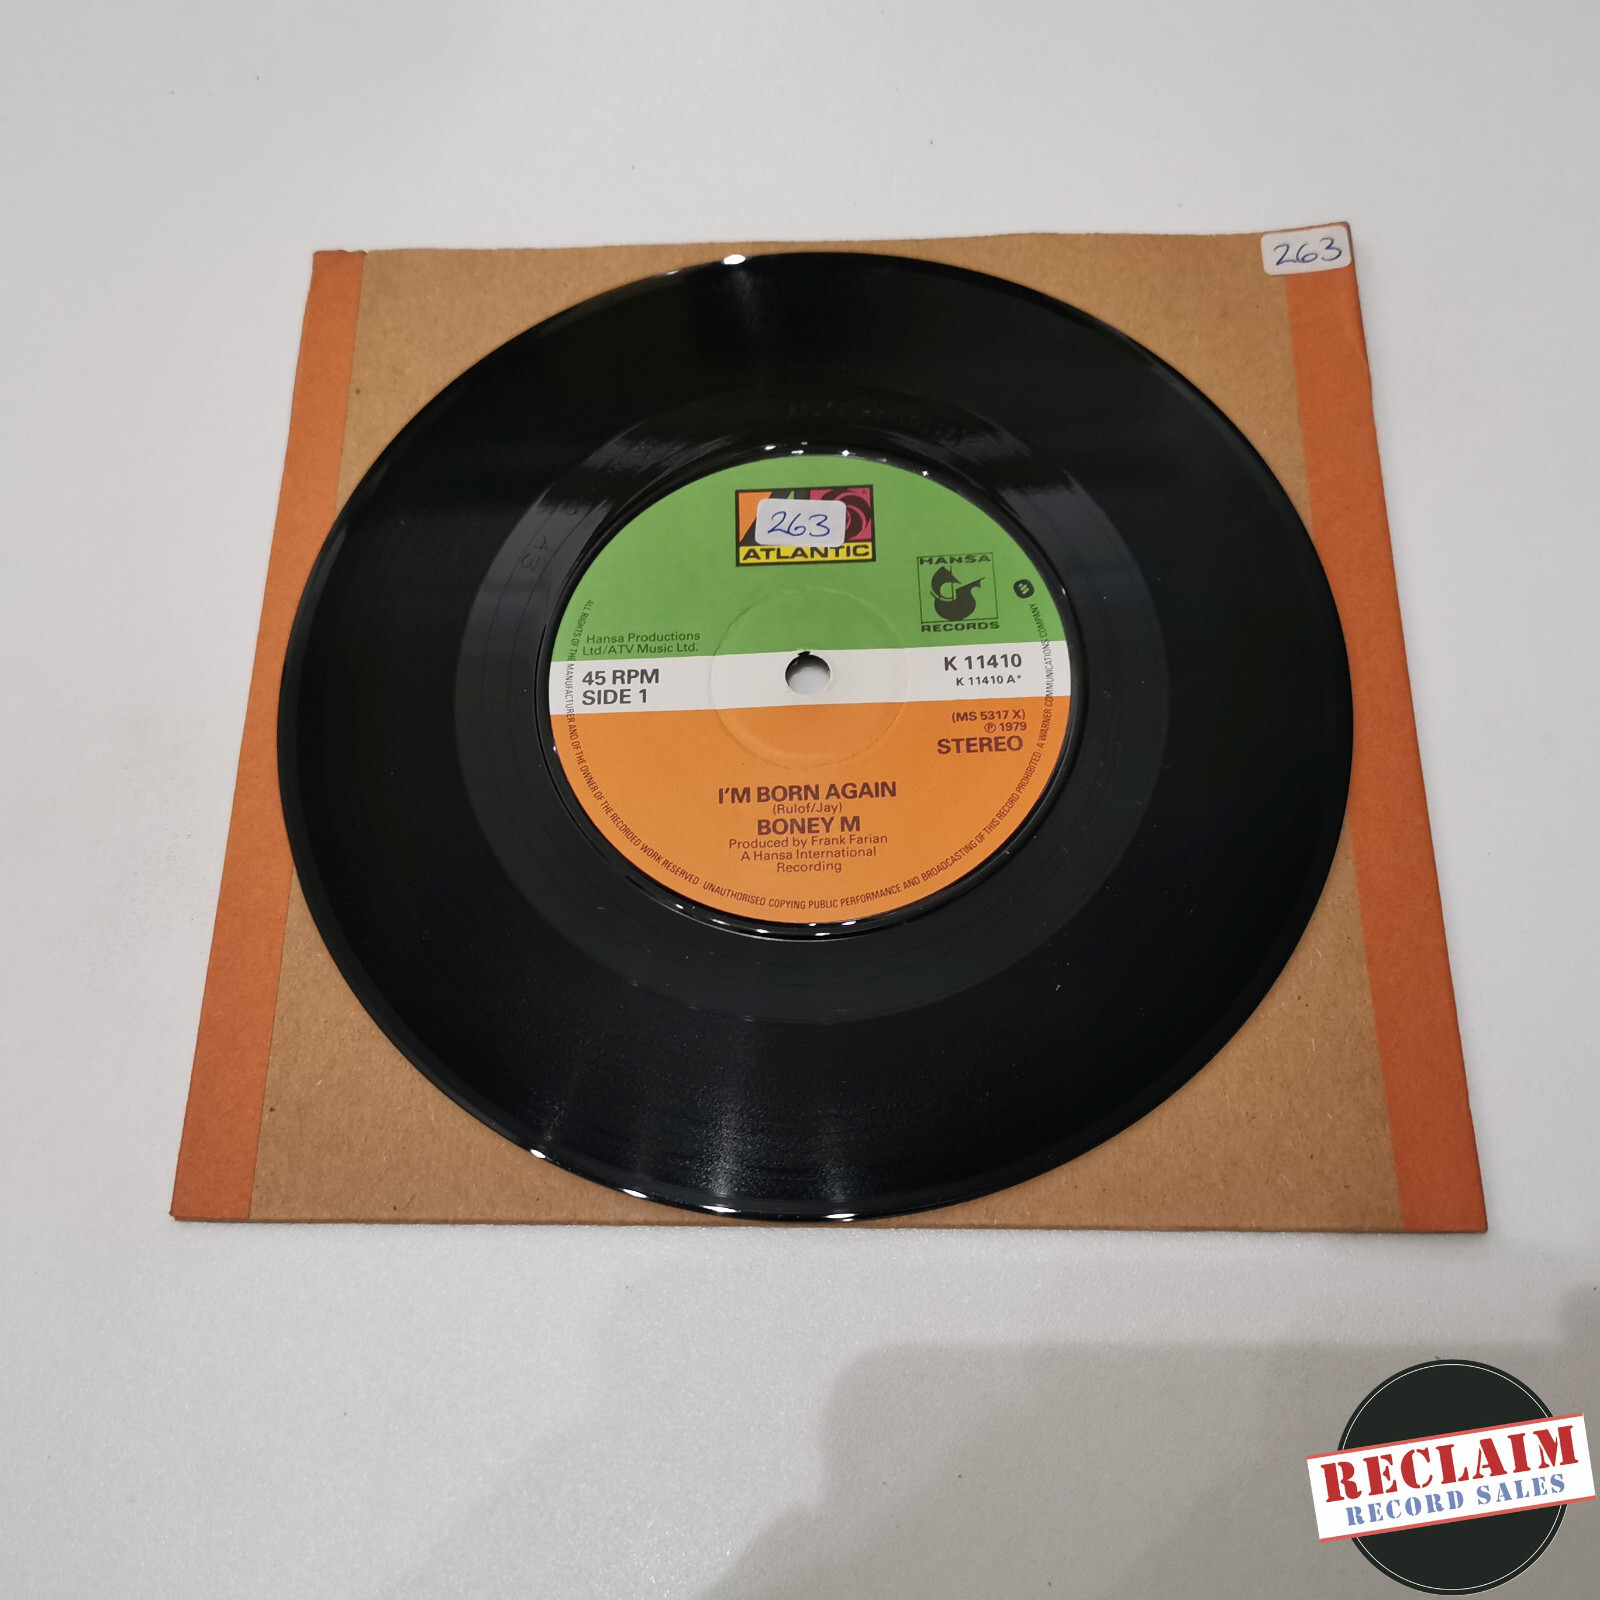 263
263
ATLANTIC
HANSA
RECORDS
Hansa Productions
Ltd/ATV Music Ltd.
45 RPM
SIDE 1
K 11410
K 11410 A*
(MS 5317 X)
℗ 1979
STEREO
I'M BORN AGAIN
(Rulof/Jay)
BONEY M
Produced by Frank Farian
A Hansa International
Recording
ALL RIGHTS OF THE MANUFACTURER AND OF THE OWNER OF THE RECORDED WORK RESERVED · UNAUTHORISED COPYING PUBLIC PERFORMANCE AND BROADCASTING OF THIS RECORD PROHIBITED · A WARNER COMMUNICATIONS COMPANY
RECLAIM
RECORD SALES